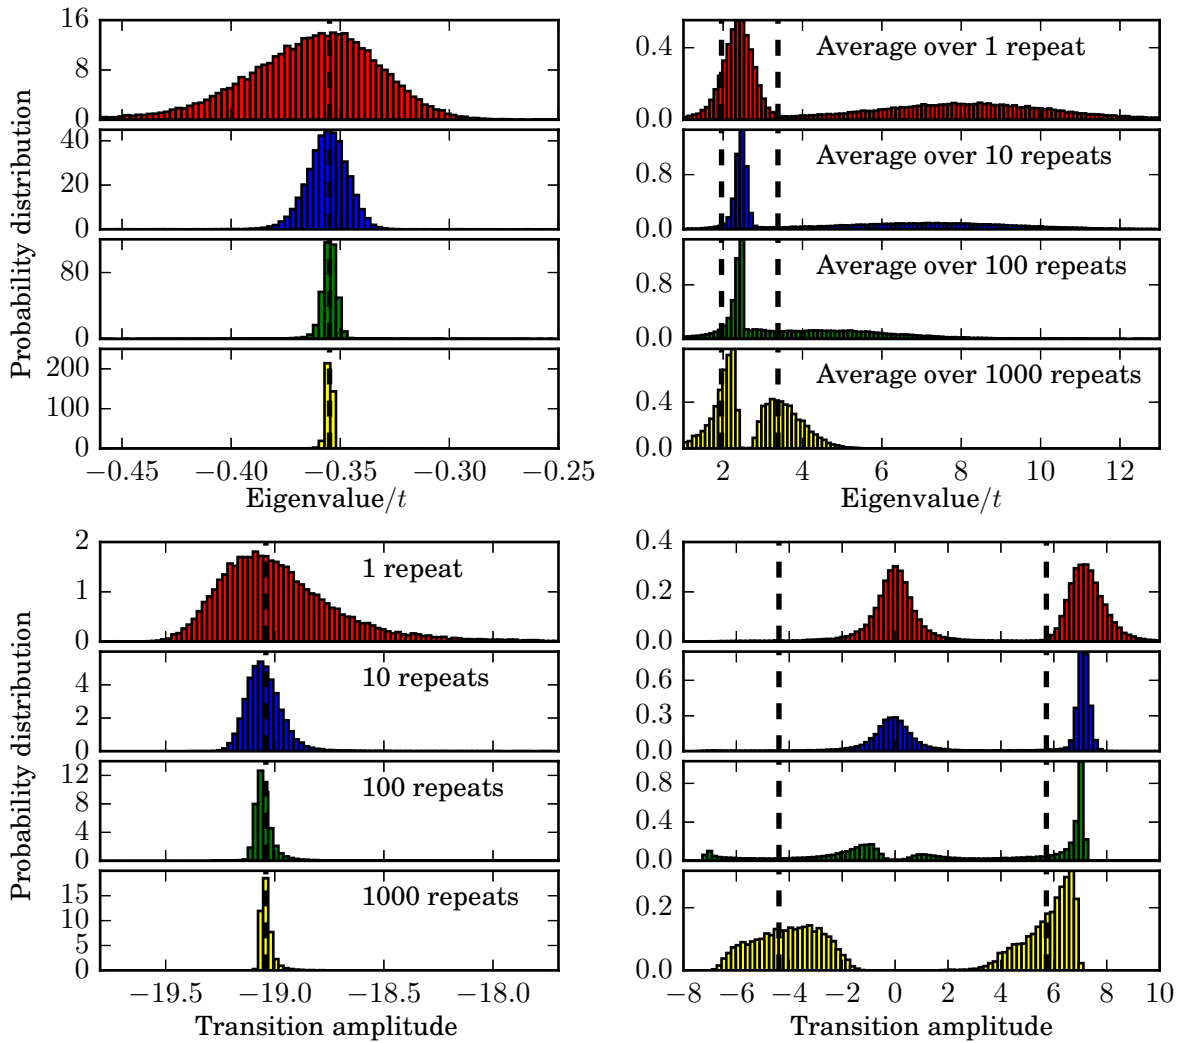 16
8
0
40
20
0
80
0
200
100
0
−0.45 −0.40 −0.35 −0.30 −0.25
Eigenvalue/t
Probability distribution
0.4
0.0
0.8
0.0
0.8
0.0
0.4
0.0
Average over 1 repeat
Average over 10 repeats
Average over 100 repeats
Average over 1000 repeats
2 4 6 8 10 12
Eigenvalue/t
2
1
0
4
2
0
12
8
4
0
15
10
5
0
1 repeat
10 repeats
100 repeats
1000 repeats
−19.5 −19.0 −18.5 −18.0
Transition amplitude
Probability distribution
0.4
0.2
0.0
0.6
0.3
0.0
0.8
0.4
0.0
0.2
0.0
−8 −6 −4 −2 0 2 4 6 8 10
Transition amplitude